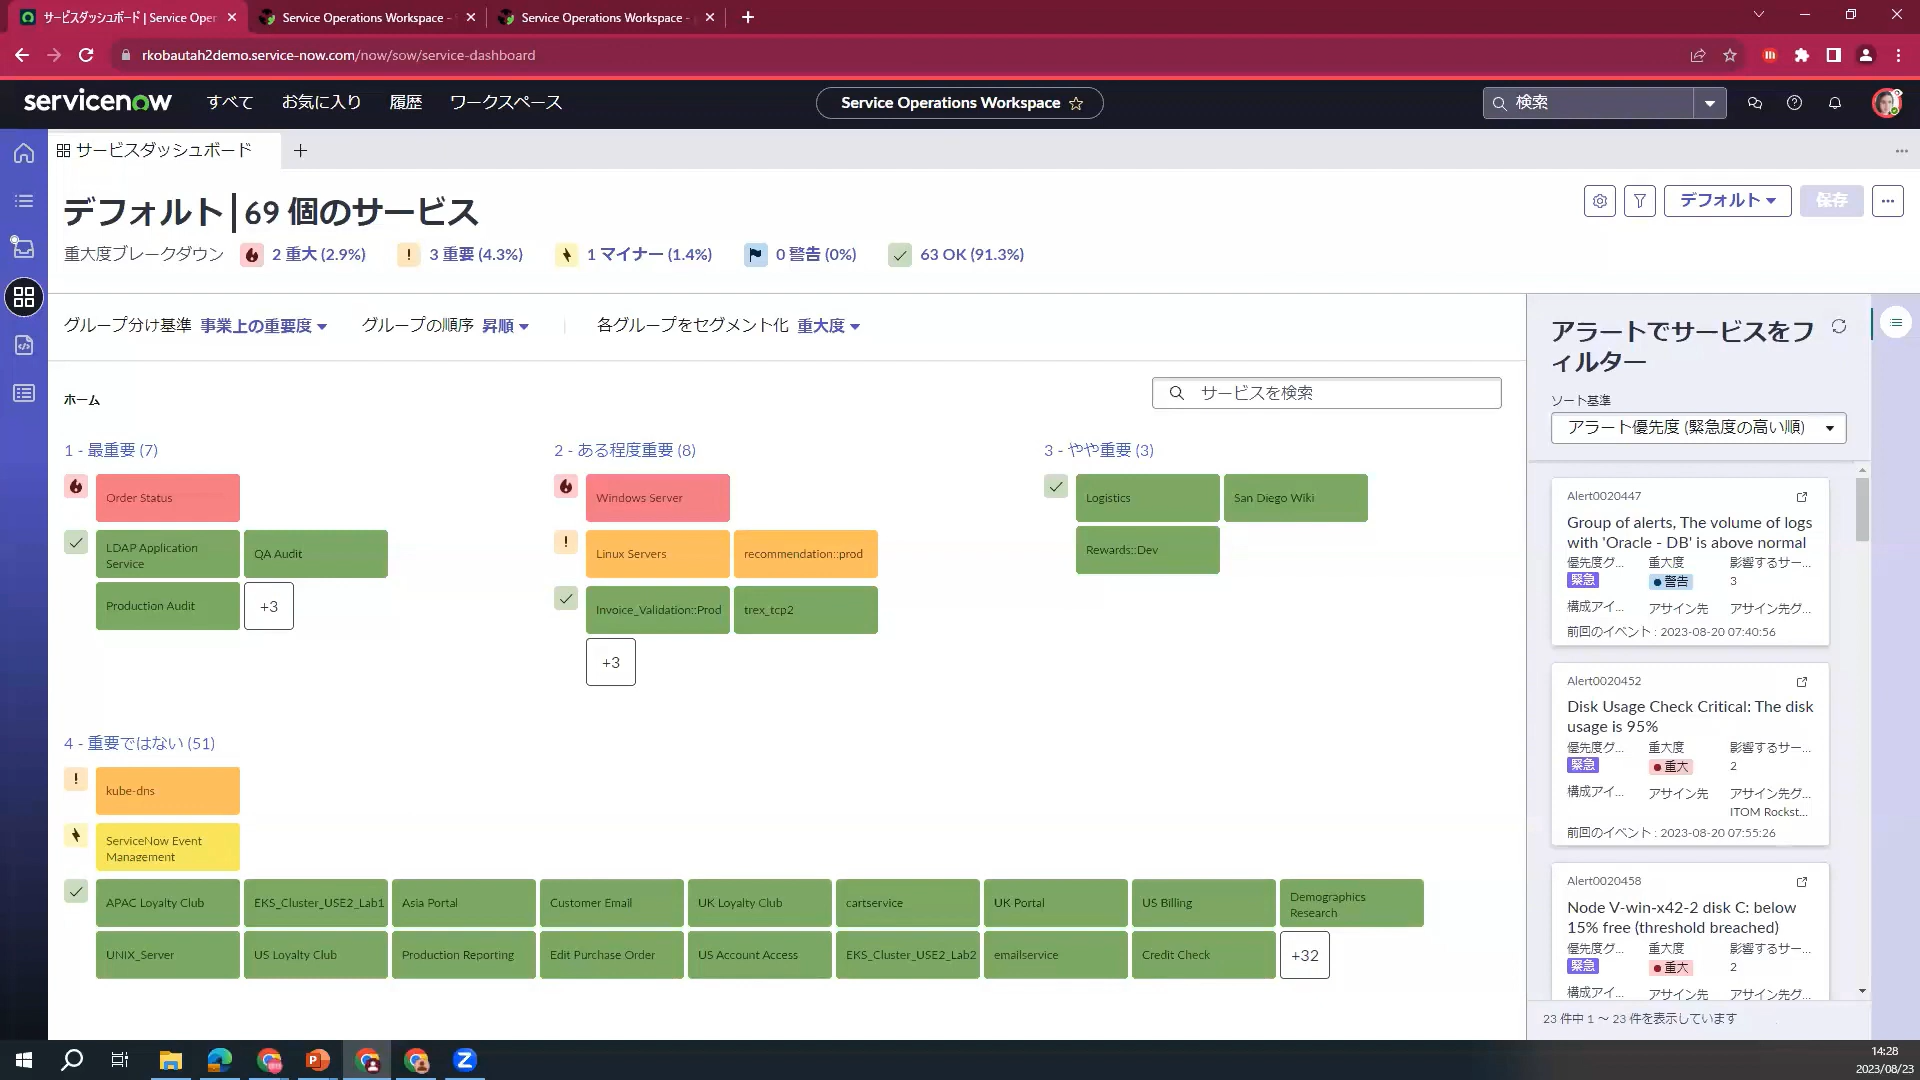 サービスダッシュボード | Service Oper
Service Operations Workspace - S
Service Operations Workspace -
rkobautah2demo.service-now.com/now/sow/service-dashboard
servicenow
すべて
お気に入り
履歴
ワークスペース
Service Operations Workspace
検索
サービスダッシュボード
デフォルト | 69 個のサービス
デフォルト
保存
重大度ブレークダウン
2 重大 (2.9%)
3 重要 (4.3%)
1 マイナー (1.4%)
0 警告 (0%)
63 OK (91.3%)
グループ分け基準 事業上の重要度
グループの順序 昇順
各グループをセグメント化 重大度
ホーム
サービスを検索
1 - 最重要 (7)
Order Status
LDAP Application
Service
QA Audit
Production Audit
+3
2 - ある程度重要 (8)
Windows Server
Linux Servers
recommendation::prod
Invoice_Validation::Prod
trex_tcp2
+3
3 - やや重要 (3)
Logistics
San Diego Wiki
Rewards::Dev
4 - 重要ではない (51)
kube-dns
ServiceNow Event
Management
APAC Loyalty Club
EKS_Cluster_USE2_Lab1
Asia Portal
Customer Email
UK Loyalty Club
cartservice
UK Portal
US Billing
Demographics
Research
UNIX_Server
US Loyalty Club
Production Reporting
Edit Purchase Order
US Account Access
EKS_Cluster_USE2_Lab2
emailservice
Credit Check
+32
アラートでサービスをフ
ィルター
ソート基準
アラート優先度 (緊急度の高い順)
Alert0020447
Group of alerts, The volume of logs
with 'Oracle - DB' is above normal
優先度グ... 重大度 影響するサー...
緊急 警告 3
構成アイ... アサイン先 アサイン先グ...
前回のイベント : 2023-08-20 07:40:56
Alert0020452
Disk Usage Check Critical: The disk
usage is 95%
優先度グ... 重大度 影響するサー...
緊急 重大 2
構成アイ... アサイン先 アサイン先グ...
ITOM Rockst...
前回のイベント : 2023-08-20 07:55:26
Alert0020458
Node V-win-x42-2 disk C: below
15% free (threshold breached)
優先度グ... 重大度 影響するサー...
緊急 重大 2
構成アイ... アサイン先 アサイン先グ...
23 件中 1 ～ 23 件を表示しています
14:28
2023/08/23